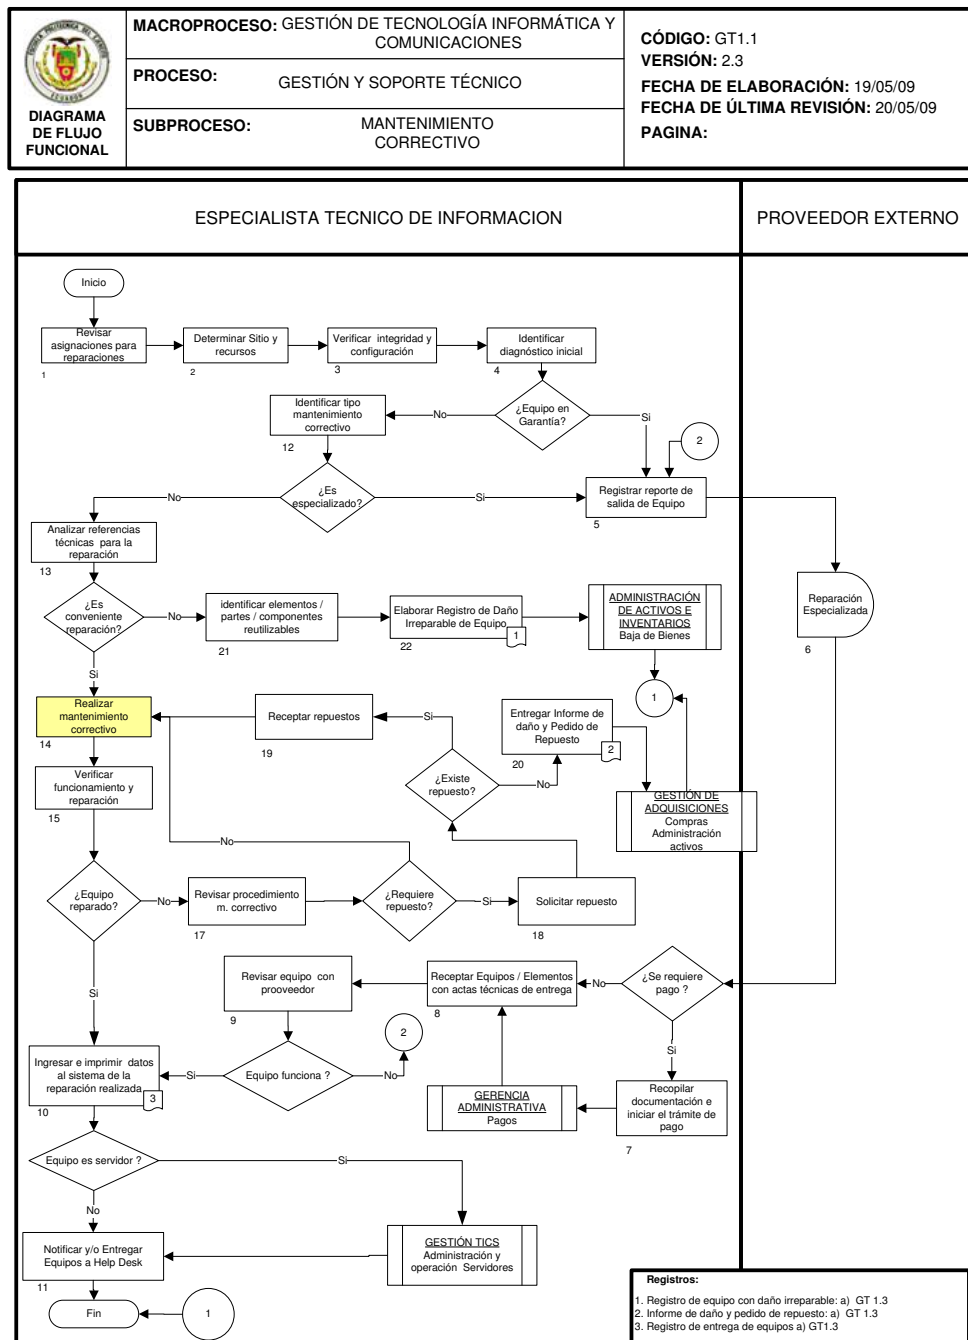 ESCUELA POLITECNICA DEL EJERCITO
ECUADOR
DIAGRAMA
DE FLUJO
FUNCIONAL
MACROPROCESO: GESTIÓN DE TECNOLOGÍA INFORMÁTICA Y
COMUNICACIONES
PROCESO: GESTIÓN Y SOPORTE TÉCNICO
SUBPROCESO: MANTENIMIENTO
CORRECTIVO
CÓDIGO: GT1.1
VERSIÓN: 2.3
FECHA DE ELABORACIÓN: 19/05/09
FECHA DE ÚLTIMA REVISIÓN: 20/05/09
PAGINA:
ESPECIALISTA TECNICO DE INFORMACION
PROVEEDOR EXTERNO
Inicio
Revisar
asignaciones para
reparaciones
1
Determinar Sitio y
recursos
2
Verificar integridad y
configuración
3
Identificar
diagnóstico inicial
4
¿Equipo en
Garantía?
No
Si
2
Identificar tipo
mantenimiento
correctivo
12
¿Es
especializado?
No
Si
Registrar reporte de
salida de Equipo
5
Analizar referencias
técnicas para la
reparación
13
Reparación
Especializada
6
¿Es
conveniente
reparación?
No
Si
identificar elementos /
partes / componentes
reutilizables
21
Elaborar Registro de Daño
Irreparable de Equipo
1
22
ADMINISTRACIÓN
DE ACTIVOS E
INVENTARIOS
Baja de Bienes
1
Realizar
mantenimiento
correctivo
14
Receptar repuestos
19
Si
Entregar Informe de
daño y Pedido de
Repuesto
2
20
¿Existe
repuesto?
No
Verificar
funcionamiento y
reparación
15
GESTIÓN DE
ADQUISICIONES
Compras
Administración
activos
No
¿Equipo
reparado?
No
Revisar procedimiento
m. correctivo
17
¿Requiere
repuesto?
Si
Solicitar repuesto
18
Si
Revisar equipo con
prooveedor
9
Receptar Equipos / Elementos
con actas técnicas de entrega
8
No
¿Se requiere
pago ?
Si
2
Ingresar e imprimir datos
al sistema de la
reparación realizada
3
10
Si
Equipo funciona ?
No
GERENCIA
ADMINISTRATIVA
Pagos
Recopilar
documentación e
iniciar el trámite de
pago
7
Equipo es servidor ?
Si
No
Notificar y/o Entregar
Equipos a Help Desk
11
GESTIÓN TICS
Administración y
operación Servidores
Fin
1
Registros:
1. Registro de equipo con daño irreparable: a) GT 1.3
2. Informe de daño y pedido de repuesto: a) GT 1.3
3. Registro de entrega de equipos a) GT1.3